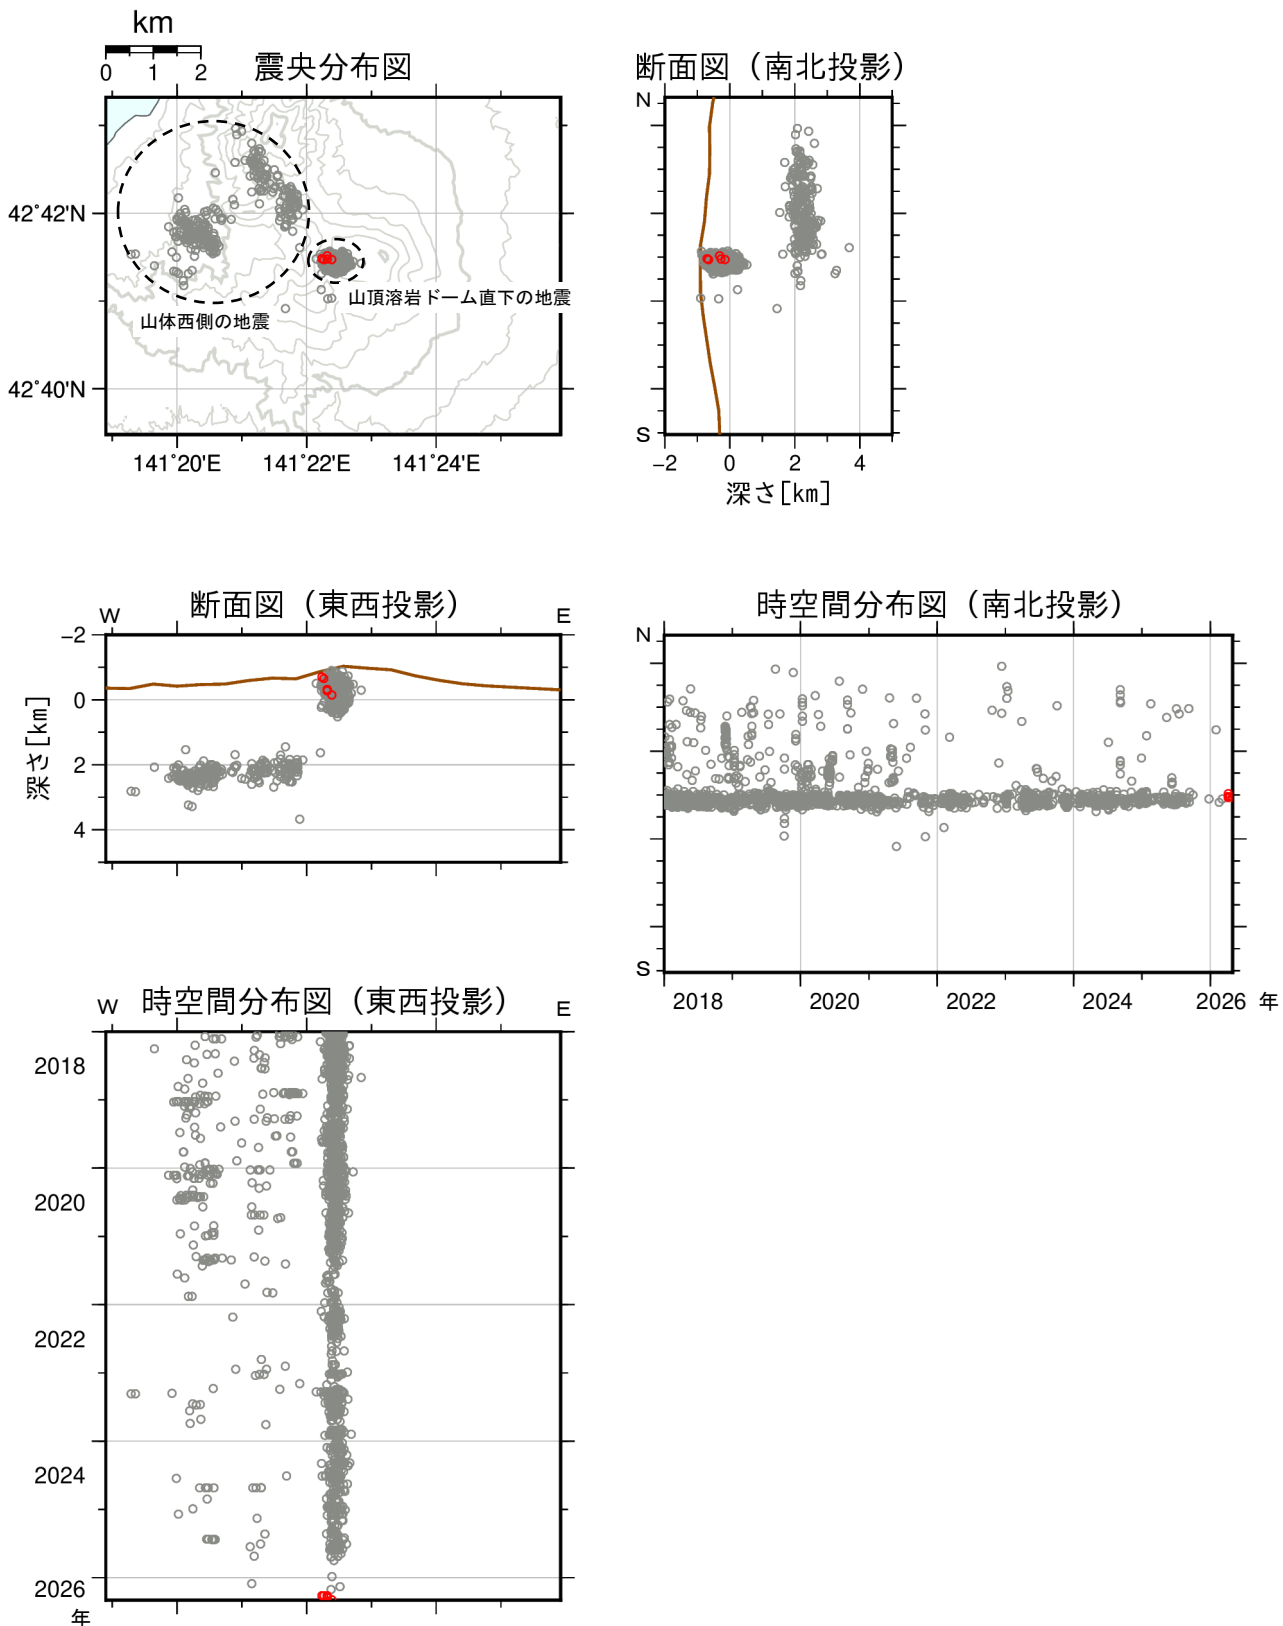 km
0 1 2
震央分布図
42°42'N
42°40'N
141°20'E 141°22'E 141°24'E
山体西側の地震
山頂溶岩ドーム直下の地震
断面図（南北投影）
N
S
−2 0 2 4
深さ[km]
断面図（東西投影）
W E
−2
0
2
4
深さ[km]
時空間分布図（南北投影）
N
S
2018 2020 2022 2024 2026 年
時空間分布図（東西投影）
W E
2018
2020
2022
2024
2026
年